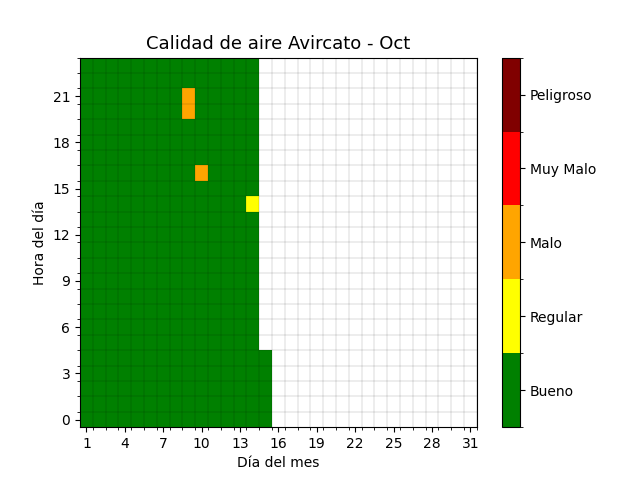 Calidad de aire Avircato - Oct
Hora del día
21
18
15
12
9
6
3
0
1 4 7 10 13 16 19 22 25 28 31
Día del mes
Peligroso
Muy Malo
Malo
Regular
Bueno